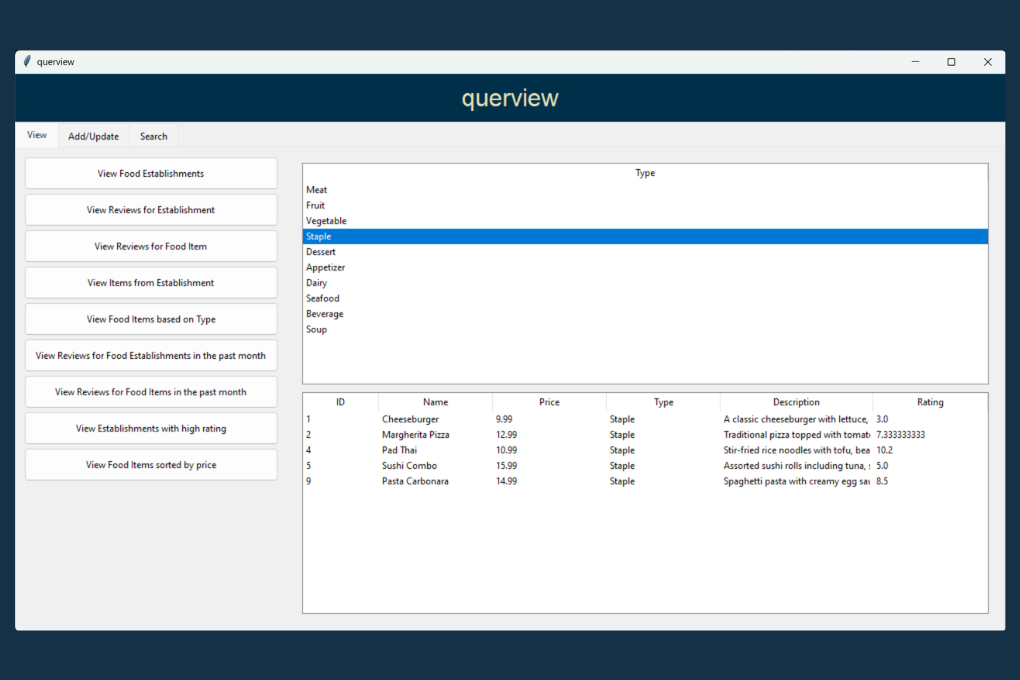 querview
querview
View Add/Update Search
View Food Establishments
View Reviews for Establishment
View Reviews for Food Item
View Items from Establishment
View Food Items based on Type
View Reviews for Food Establishments in the past month
View Reviews for Food Items in the past month
View Establishments with high rating
View Food Items sorted by price
Type
Meat
Fruit
Vegetable
Staple
Dessert
Appetizer
Dairy
Seafood
Beverage
Soup
ID Name Price Type Description Rating
1 Cheeseburger 9.99 Staple A classic cheeseburger with lettuce, 3.0
2 Margherita Pizza 12.99 Staple Traditional pizza topped with tomat 7.333333333
4 Pad Thai 10.99 Staple Stir-fried rice noodles with tofu, bea 10.2
5 Sushi Combo 15.99 Staple Assorted sushi rolls including tuna, 5.0
9 Pasta Carbonara 14.99 Staple Spaghetti pasta with creamy egg sau 8.5